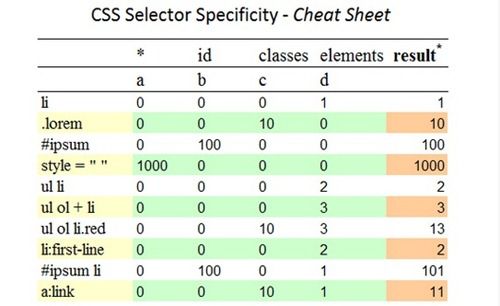 CSS Selector Specificity - Cheat Sheet
* id classes elements result*
a b c d
li 0 0 0 1 1
.lorem 0 0 10 0 10
#ipsum 0 100 0 0 100
style = " " 1000 0 0 0 1000
ul li 0 0 0 2 2
ul ol + li 0 0 0 3 3
ul ol li.red 0 0 10 3 13
li:first-line 0 0 0 2 2
#ipsum li 0 100 0 1 101
a:link 0 0 10 1 11